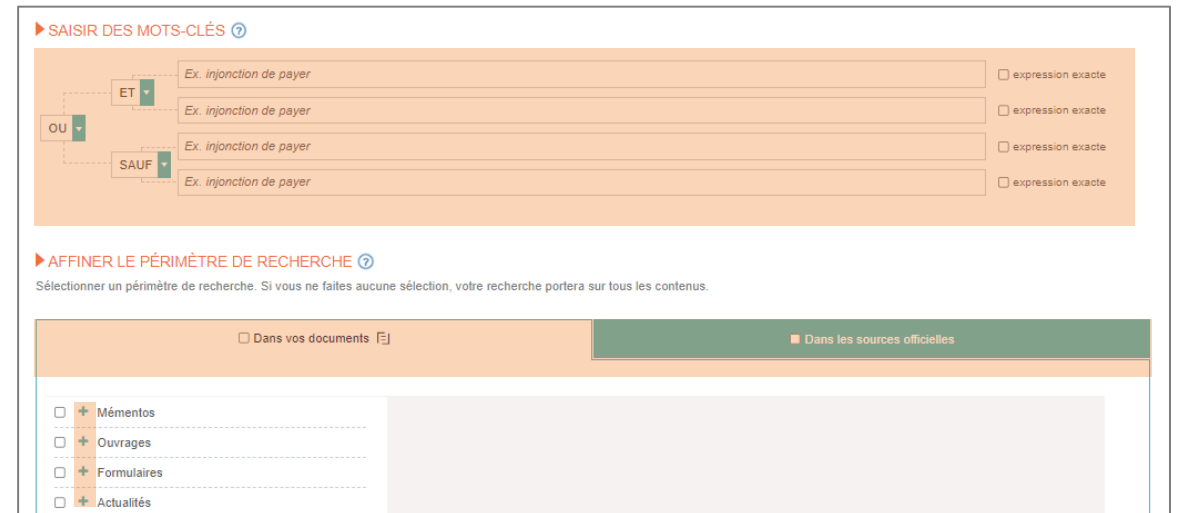 SAISIR DES MOTS-CLÉS ?
Ex. injonction de payer expression exacte
ET
Ex. injonction de payer expression exacte
OU
Ex. injonction de payer expression exacte
SAUF
Ex. injonction de payer expression exacte
AFFINER LE PÉRIMÈTRE DE RECHERCHE ?
Sélectionner un périmètre de recherche. Si vous ne faites aucune sélection, votre recherche portera sur tous les contenus.
Dans vos documents Dans les sources officielles
Mémentos
Ouvrages
Formulaires
Actualités